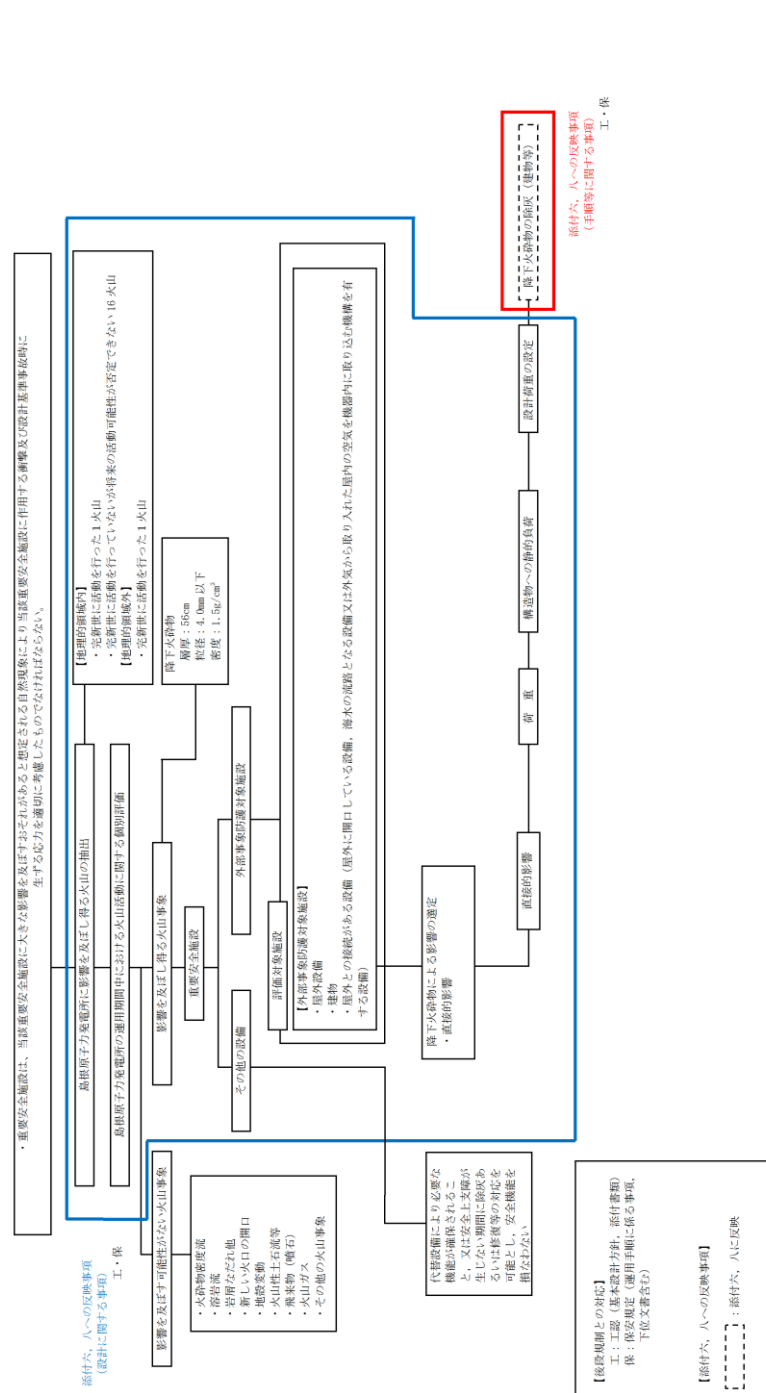 ・重要安全施設は、当該重要安全施設に大きな影響を及ぼすおそれがあると想定される自然現象により当該重要安全施設に作用する衝撃及び設計基準事故時に
生ずる応力を適切に考慮したものでなければならない。
添付六，八への反映事項
（設計に関する事項）
工・保
島根原子力発電所に影響を及ぼし得る火山の抽出
【地理的領域内】
・完新世に活動を行った1火山
・完新世に活動を行っていないが将来の活動可能性が否定できない16火山
【地理的領域外】
・完新世に活動を行った1火山
島根原子力発電所の運用期間中における火山活動に関する個別評価
影響を及ぼす可能性がない火山事象
・火砕物密度流
・溶岩流
・岩屑なだれ他
・新しい火口の開口
・地殻変動
・火山性土石流等
・飛来物（噴石）
・火山ガス
・その他の火山事象
影響を及ぼし得る火山事象
降下火砕物
層厚：56cm
粒径：4.0mm以下
密度：1.5g/cm³
重要安全施設
その他の設備
外部事象防護対象施設
代替設備により必要な
機能が確保されるこ
と，又は安全上支障が
生じない期間に除灰あ
るいは修復等の対応を
可能とし，安全機能を
損なわない
評価対象施設
【外部事象防護対象施設】
・屋外設備
・建物
・屋外との接続がある設備（屋外に開口している設備，海水の流路となる設備又は外気から取り入れた屋内の空気を機器内に取り込む機構を有
する設備）
降下火砕物による影響の選定
・直接的影響
直接的影響
荷　重
構造物への静的負荷
設計荷重の設定
降下火砕物の除灰（建物等）
添付六，八への反映事項
（手順等に関する事項）
工・保
【後段規制との対応】
工：工認（基本設計方針，添付書類）
保：保安規定（運用手順に係る事項，
下位文書含む）
【添付六，八への反映事項】
：添付六，八に反映